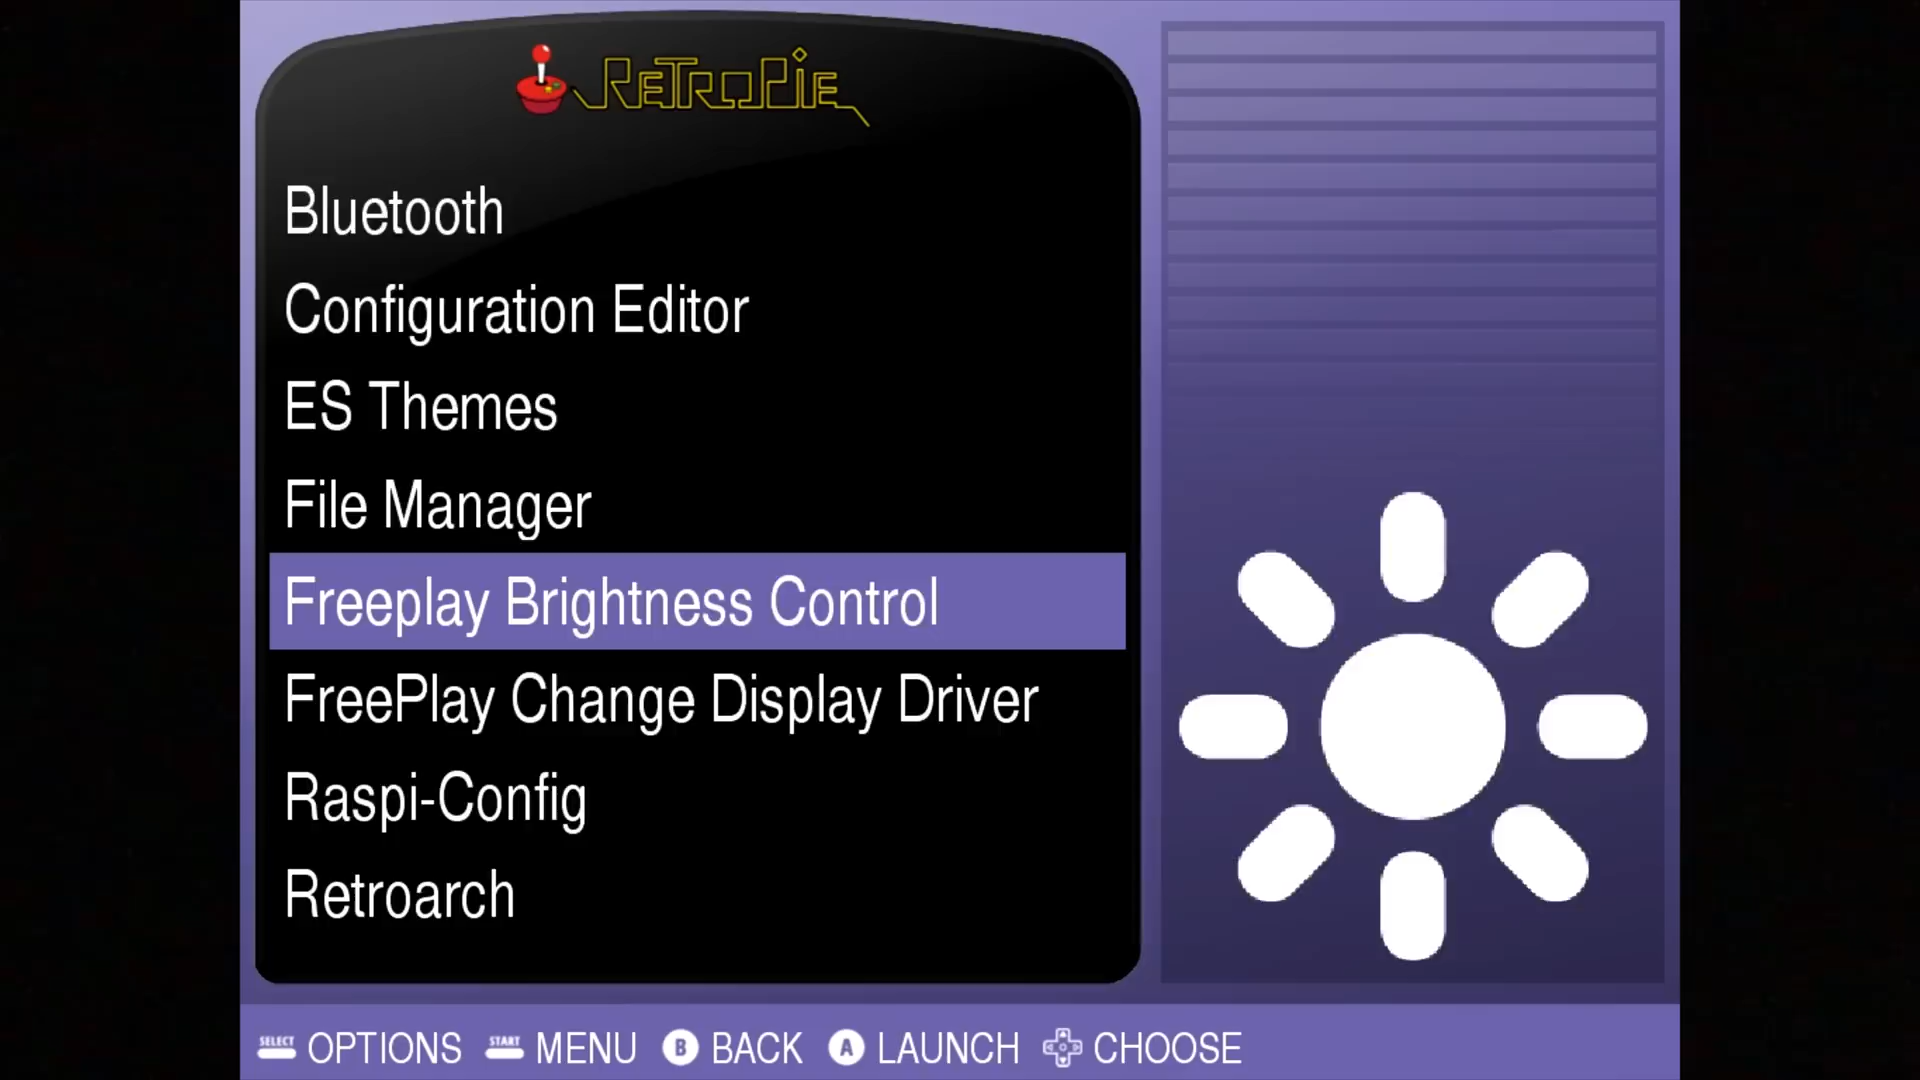 RETROPIE
Bluetooth
Configuration Editor
ES Themes
File Manager
Freeplay Brightness Control
FreePlay Change Display Driver
Raspi-Config
Retroarch
SELECT OPTIONS START MENU B BACK A LAUNCH CHOOSE